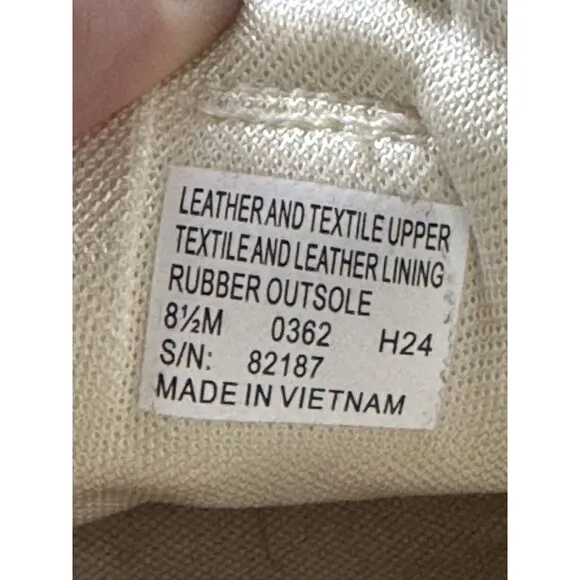 LEATHER AND TEXTILE UPPER
TEXTILE AND LEATHER LINING
RUBBER OUTSOLE
8½M 0362 H24
S/N: 82187
MADE IN VIETNAM